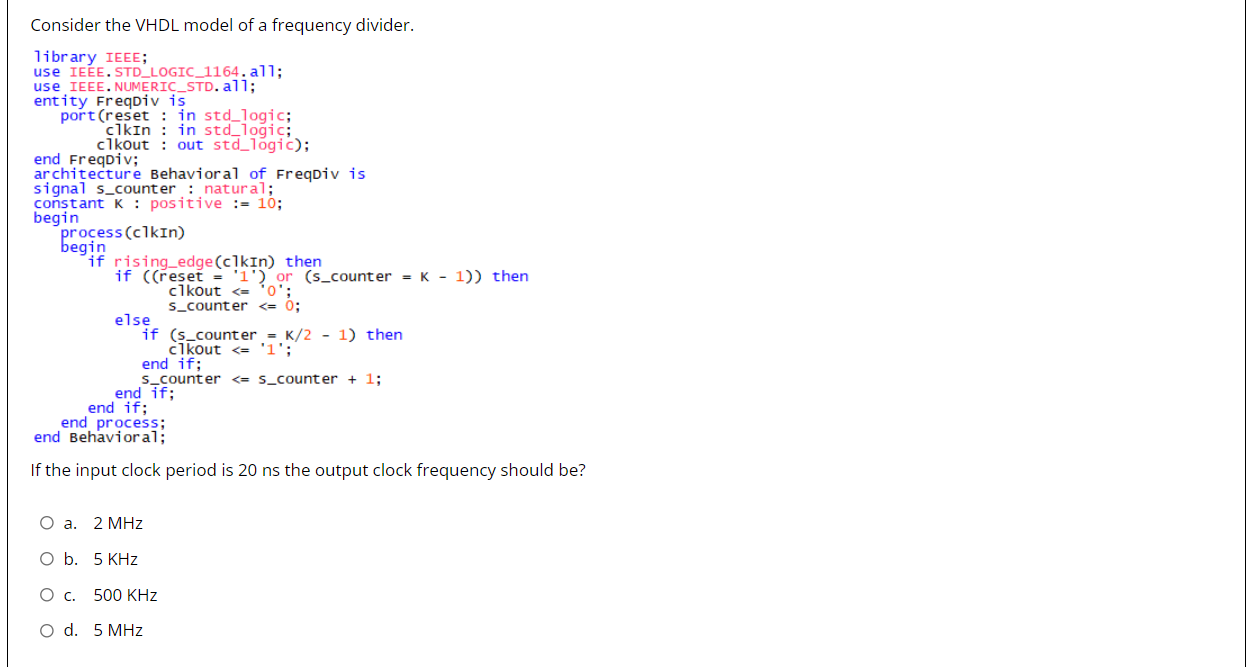 Consider the VHDL model of a frequency divider.
library IEEE;
use IEEE.STD_LOGIC_1164.all;
use IEEE.NUMERIC_STD.all;
entity FreqDiv is
port(reset : in std_logic;
clkIn : in std_logic;
clkOut : out std_logic);
end FreqDiv;
architecture Behavioral of FreqDiv is
signal s_counter : natural;
constant K : positive := 10;
begin
process(clkIn)
begin
if rising_edge(clkIn) then
if ((reset = '1') or (s_counter = K - 1)) then
clkOut <= '0';
s_counter <= 0;
else
if (s_counter = K/2 - 1) then
clkOut <= '1';
end if;
s_counter <= s_counter + 1;
end if;
end if;
end process;
end Behavioral;
If the input clock period is 20 ns the output clock frequency should be?
a. 2 MHz
b. 5 KHz
c. 500 KHz
d. 5 MHz